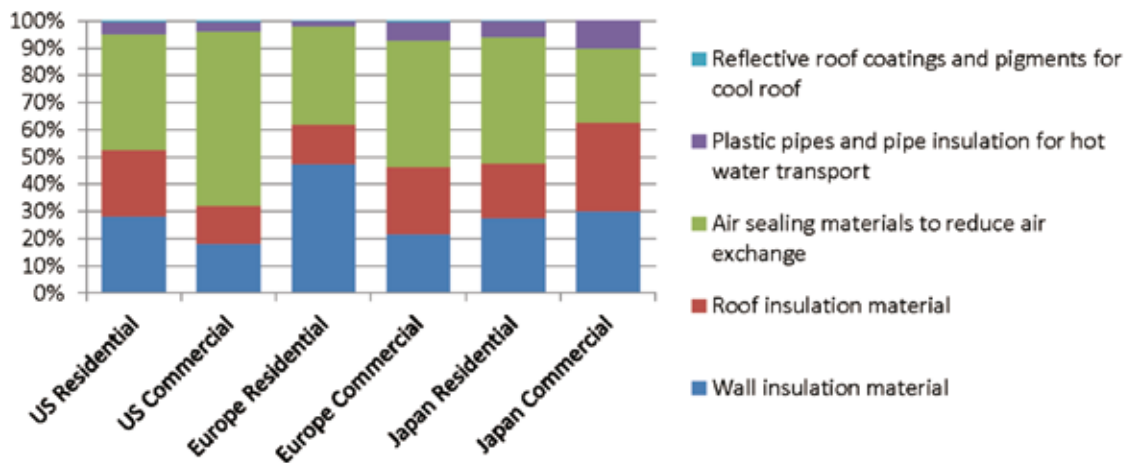 100%
90%
80%
70%
60%
50%
40%
30%
20%
10%
0%
US Residential
US Commercial
Europe Residential
Europe Commercial
Japan Residential
Japan Commercial
Reflective roof coatings and pigments for
cool roof
Plastic pipes and pipe insulation for hot
water transport
Air sealing materials to reduce air
exchange
Roof insulation material
Wall insulation material